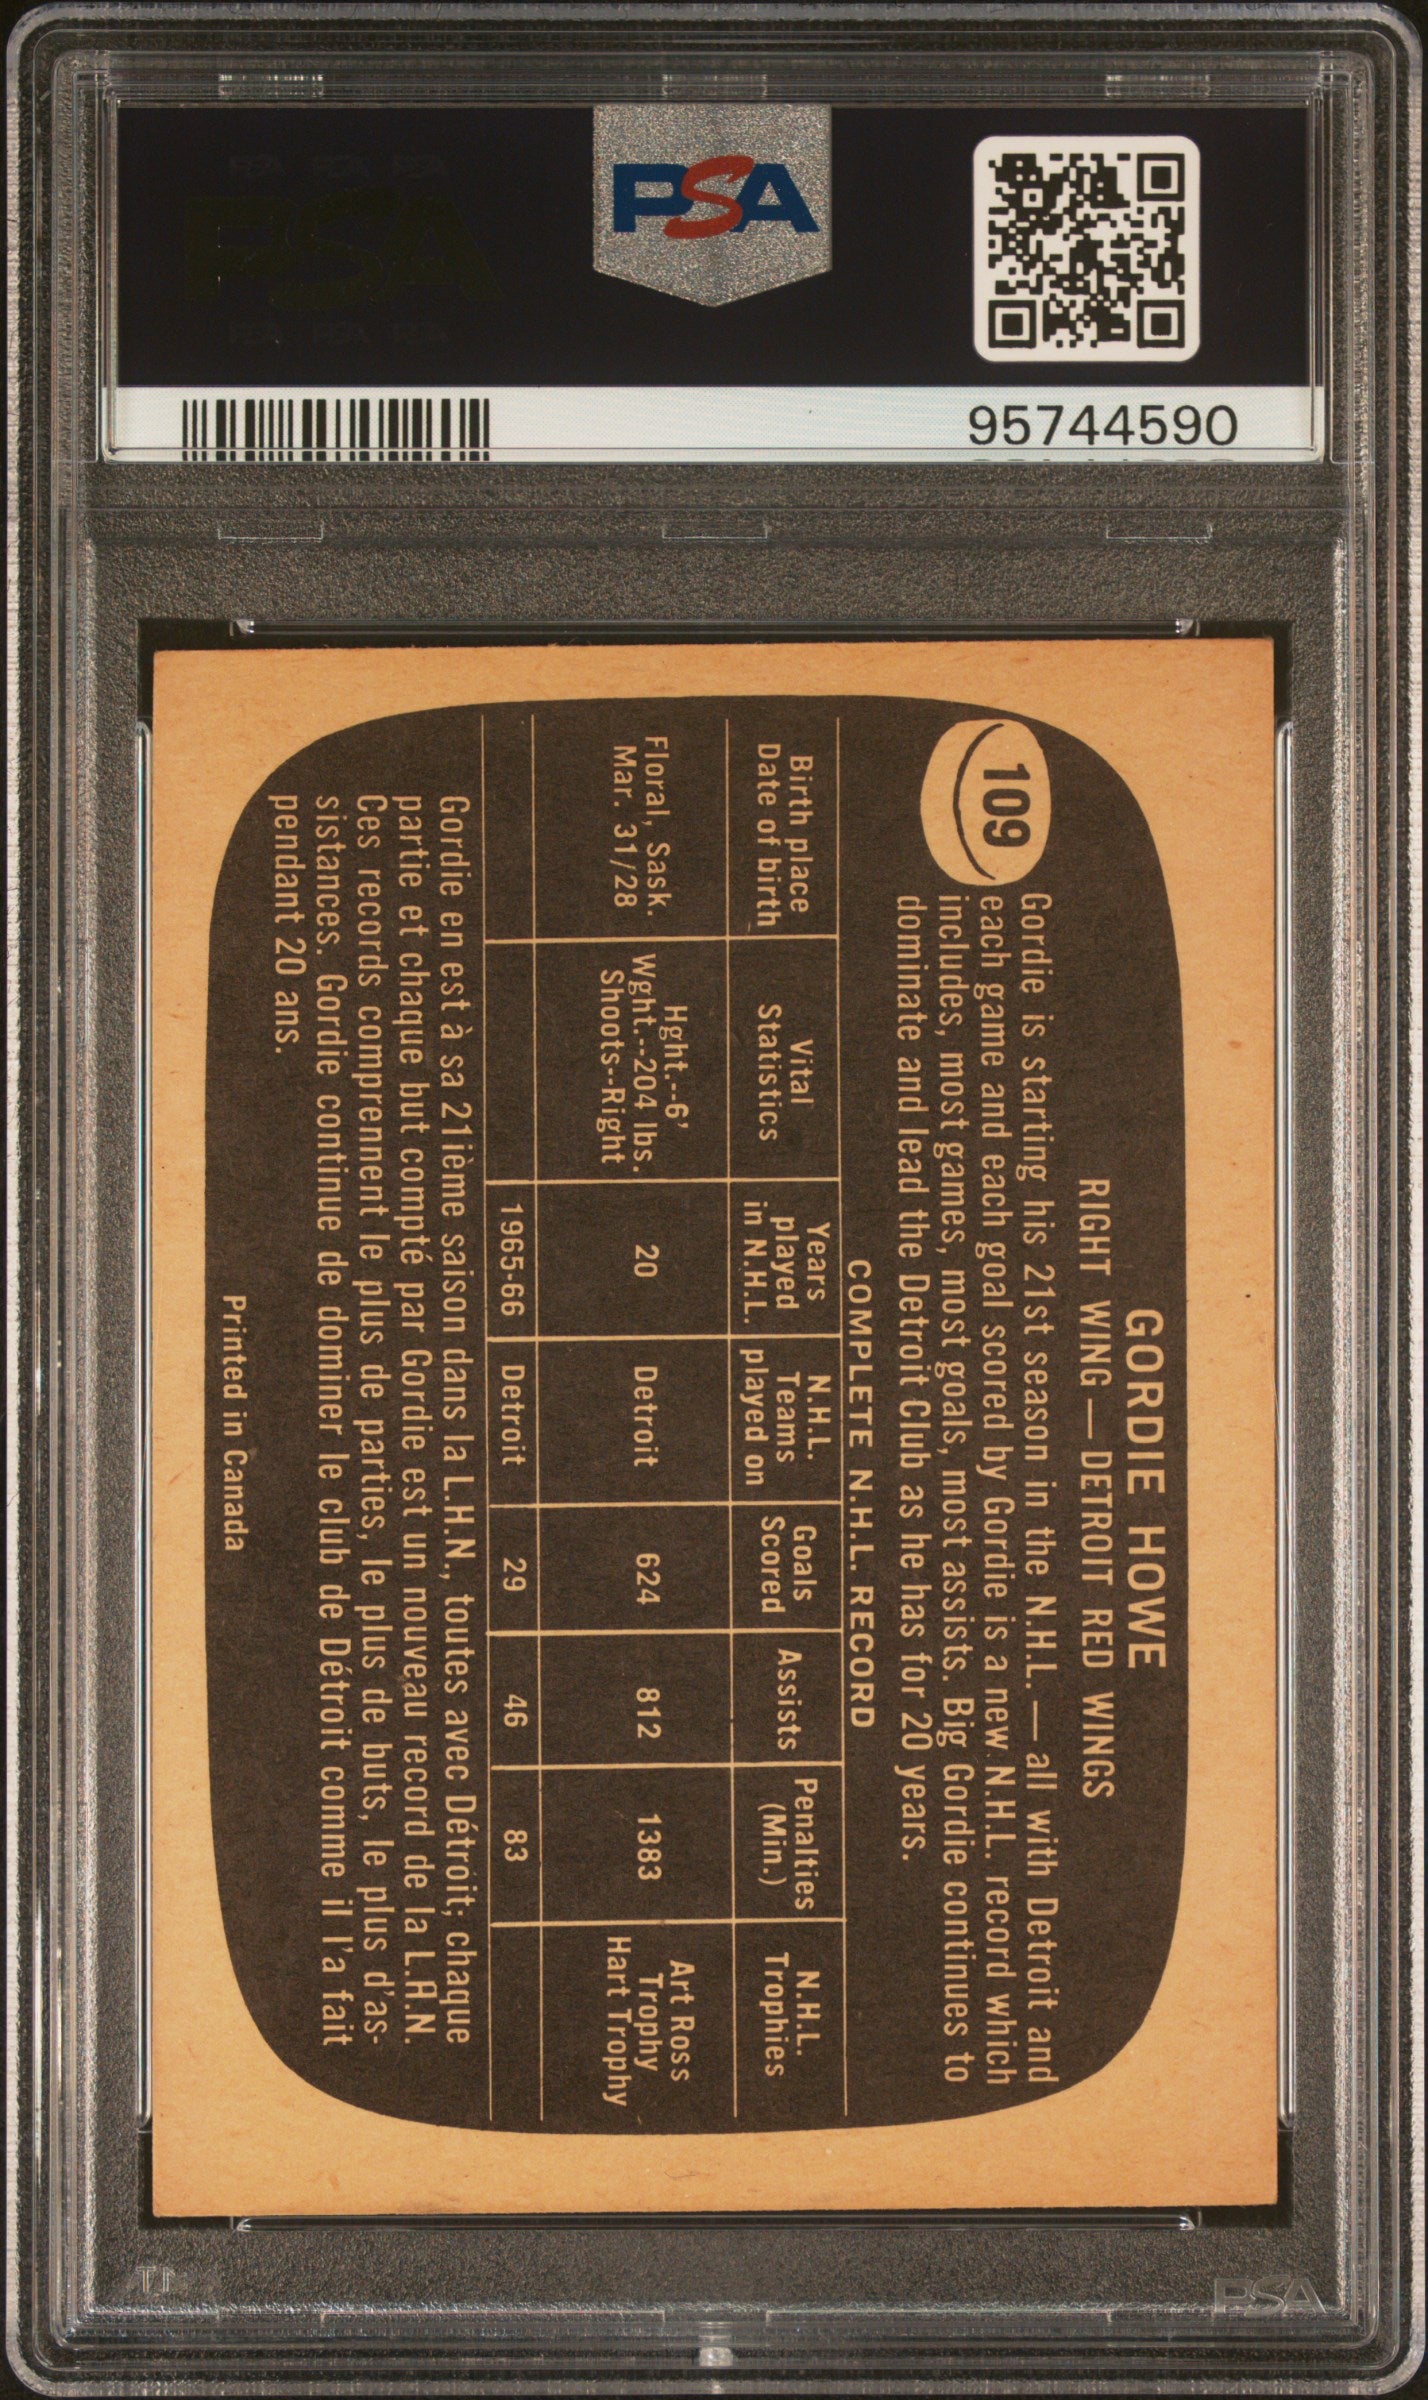 PSA
95744590
109
GORDIE HOWE
RIGHT WING — DETROIT RED WINGS
Gordie is starting his 21st season in the N.H.L. — all with Detroit and
each game and each goal scored by Gordie is a new N.H.L. record which
includes, most games, most goals, most assists. Big Gordie continues to
dominate and lead the Detroit Club as he has for 20 years.
COMPLETE N.H.L. RECORD
Birth place Date of birth | Vital Statistics | Years played in N.H.L. | N.H.L. Teams played on | Goals Scored | Assists | Penalties (Min.) | N.H.L. Trophies
Floral, Sask. Mar. 31/28 | Hght.--6' Wght.--204 lbs. Shoots--Right | 20 | Detroit | 624 | 812 | 1383 | Art Ross Trophy Hart Trophy
1965-66 | Detroit | 29 | 46 | 83
Gordie en est à sa 21ième saison dans la L.H.N., toutes avec Détroit; chaque
partie et chaque but compté par Gordie est un nouveau record de la L.H.N.
Ces records comprennent le plus de parties, le plus de buts, le plus d'as-
sistances. Gordie continue de dominer le club de Détroit comme il l'a fait
pendant 20 ans.
Printed in Canada
PSA